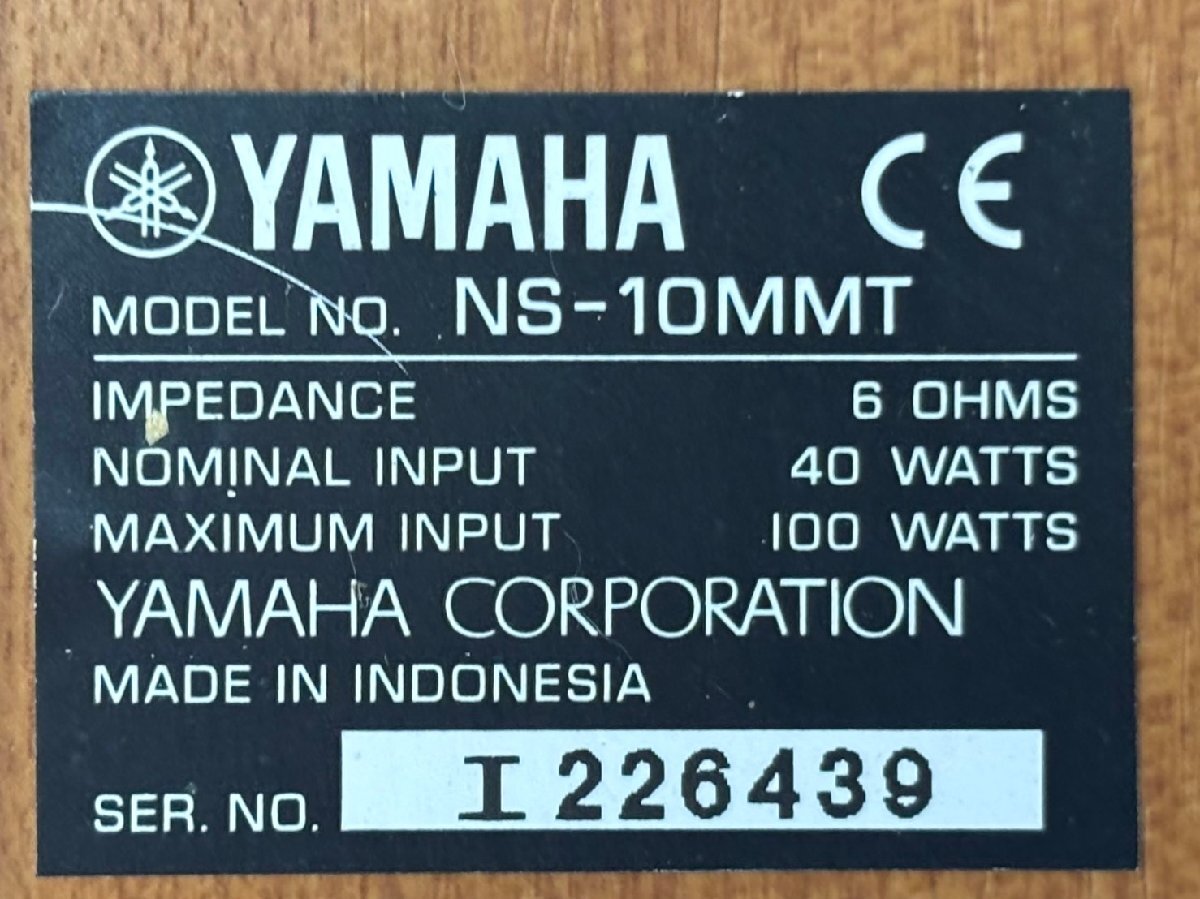 YAMAHA CE
MODEL NO. NS-10MMT
IMPEDANCE 6 OHMS
NOMINAL INPUT 40 WATTS
MAXIMUM INPUT 100 WATTS
YAMAHA CORPORATION
MADE IN INDONESIA
SER. NO. I226439